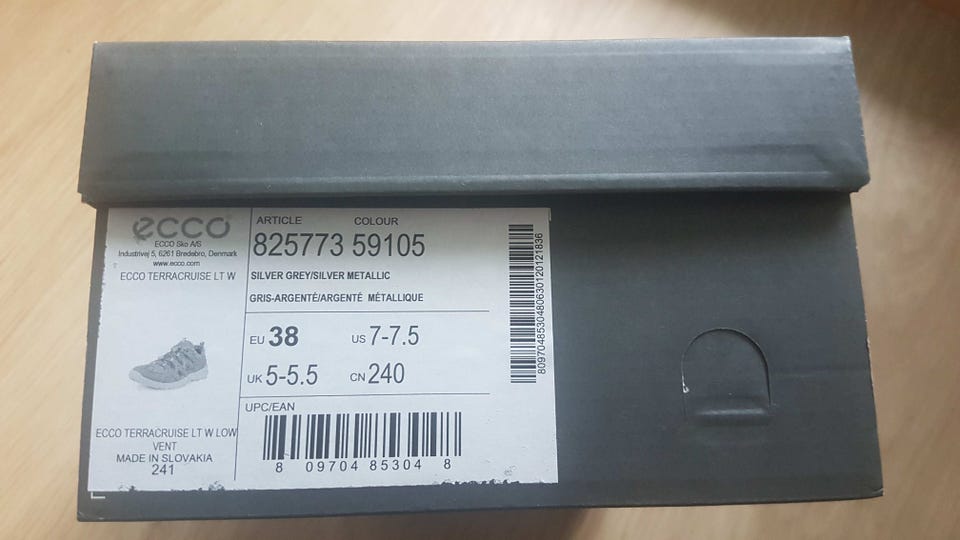 ecco
ECCO Sko A/S
Industrivej 5, 6261 Bredebro, Denmark
www.ecco.com
ECCO TERRACRUISE LT W
ARTICLE COLOUR
825773 59105
SILVER GREY/SILVER METALLIC
GRIS-ARGENTÉ/ARGENTÉ MÉTALLIQUE
EU 38 US 7-7.5
UK 5-5.5 CN 240
UPC/EAN
8 09704 85304 8
ECCO TERRACRUISE LT W LOW
VENT
MADE IN SLOVAKIA
241
8097048530480630120121836